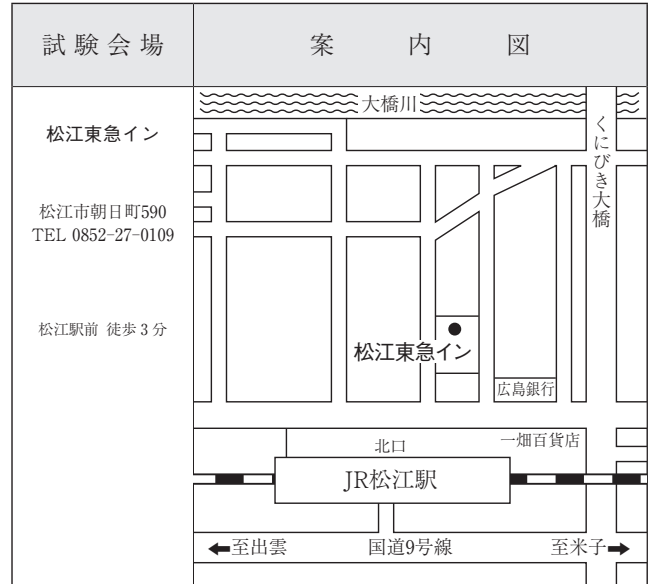 試験会場
案内図
松江東急イン
松江市朝日町590
TEL 0852-27-0109
松江駅前 徒歩3分
大橋川
くにびき大橋
松江東急イン
広島銀行
一畑百貨店
北口
JR松江駅
至出雲
国道9号線
至米子